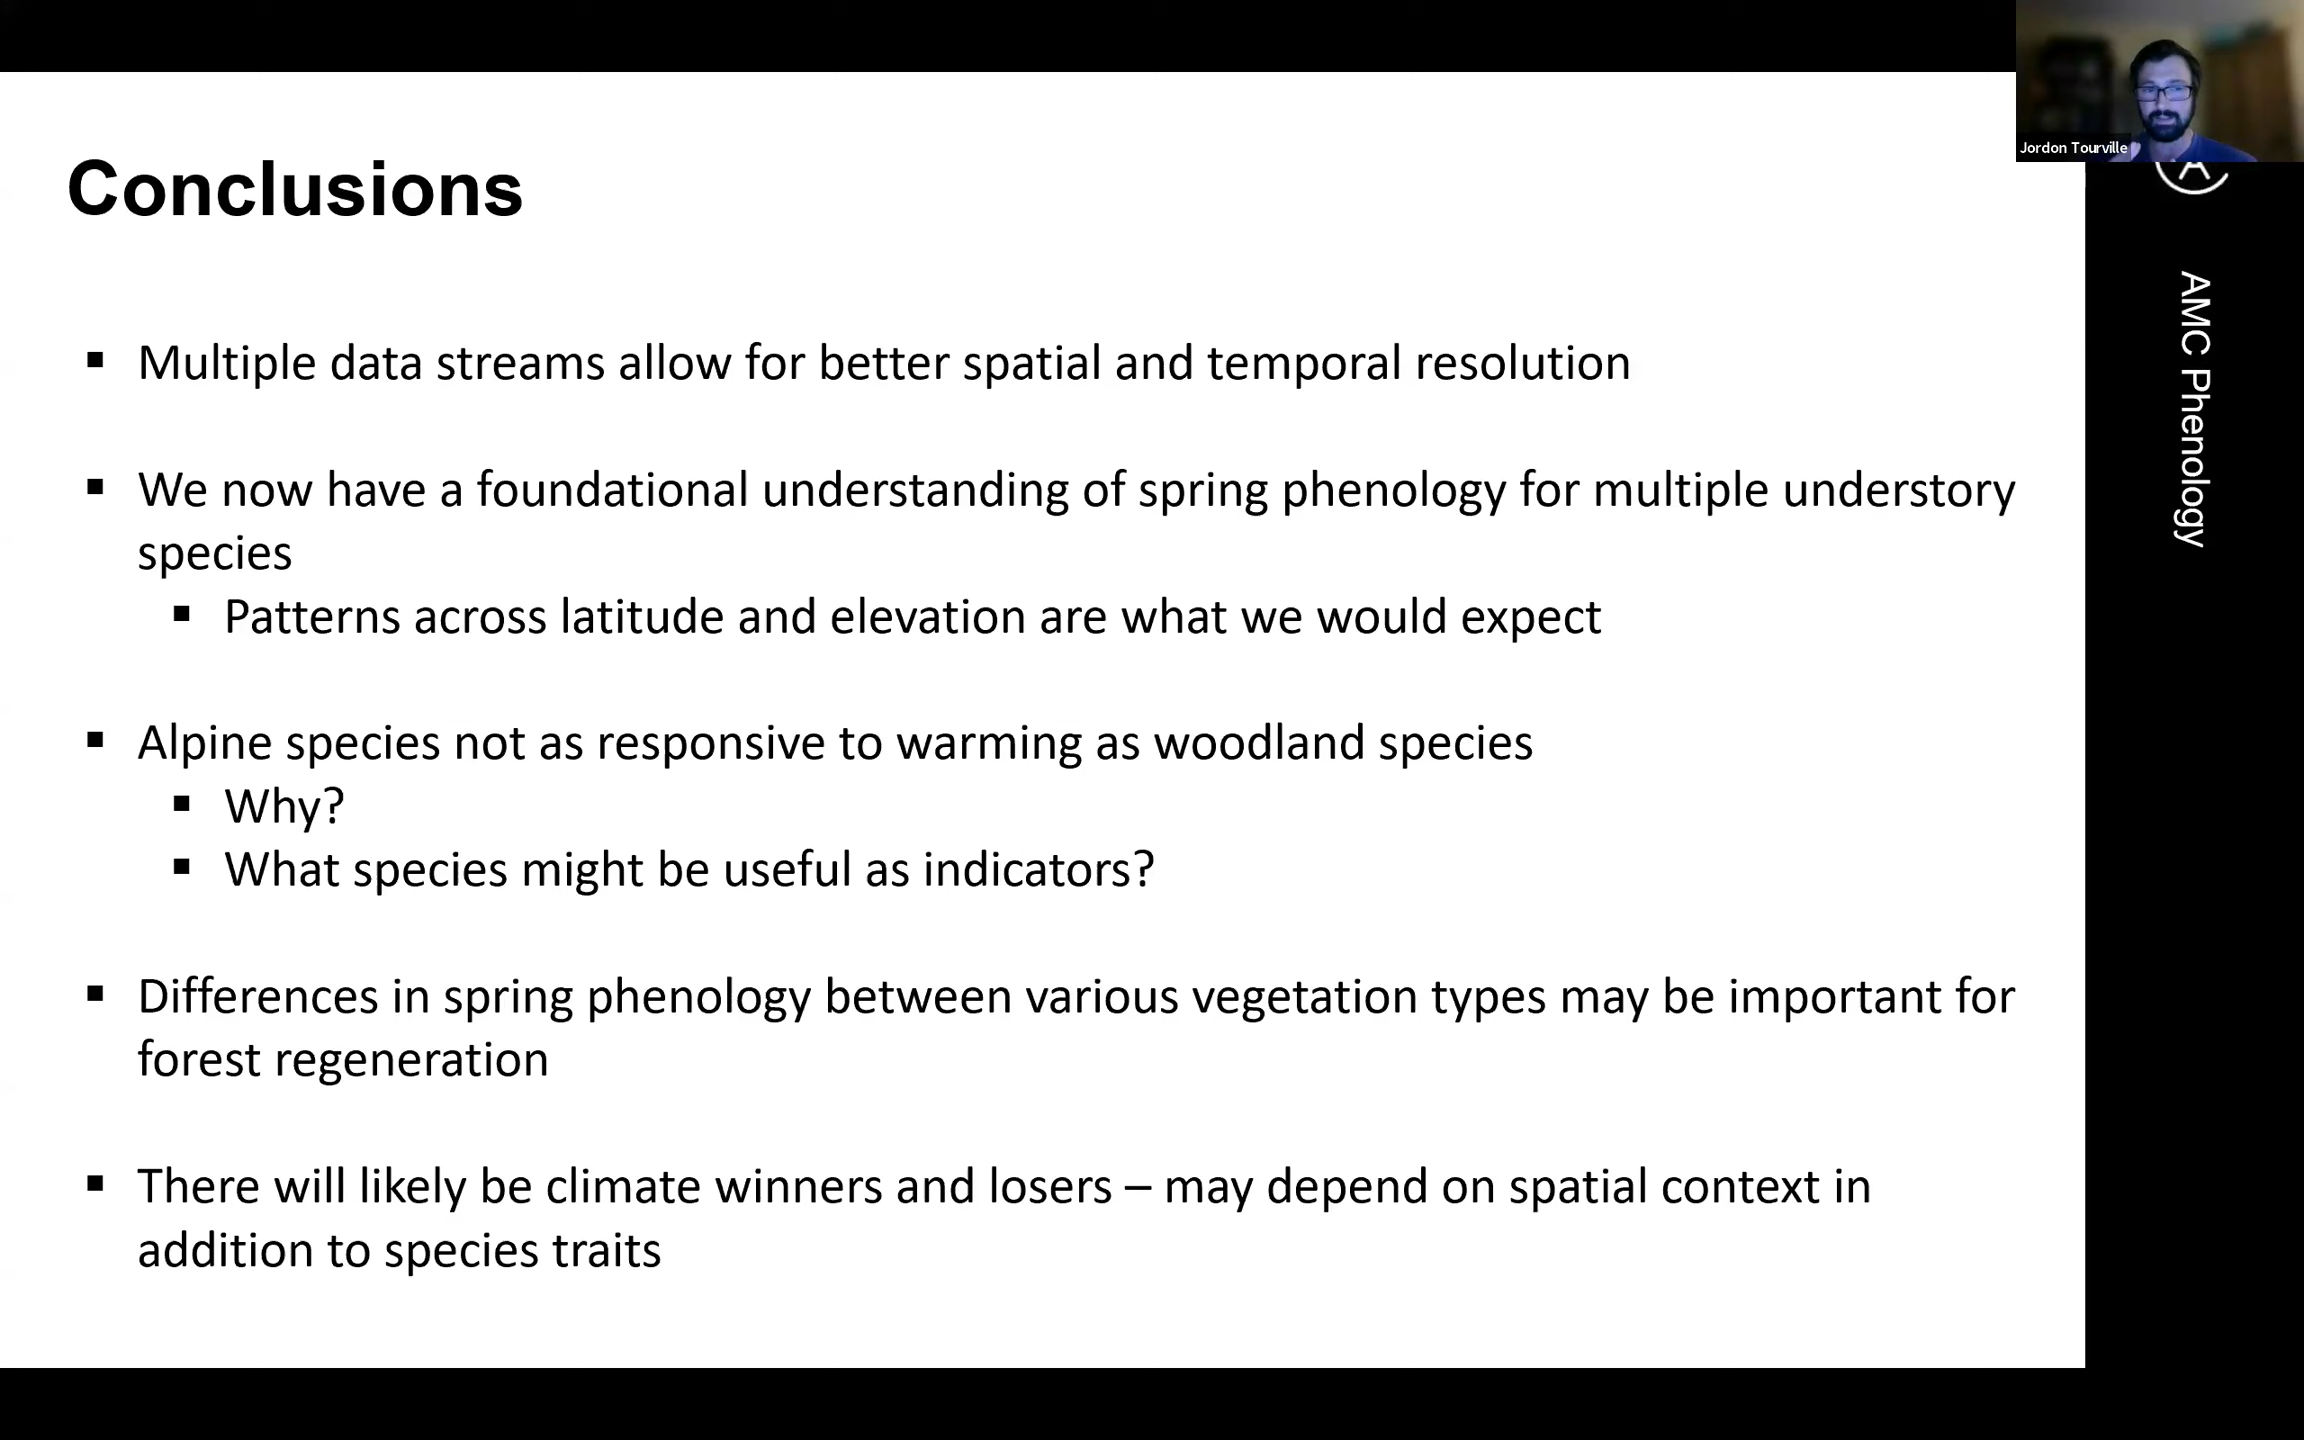 Conclusions
▪ Multiple data streams allow for better spatial and temporal resolution
▪ We now have a foundational understanding of spring phenology for multiple understory
species
▪ Patterns across latitude and elevation are what we would expect
▪ Alpine species not as responsive to warming as woodland species
▪ Why?
▪ What species might be useful as indicators?
▪ Differences in spring phenology between various vegetation types may be important for
forest regeneration
▪ There will likely be climate winners and losers – may depend on spatial context in
addition to species traits
Jordon Tourville
AMC Phenology